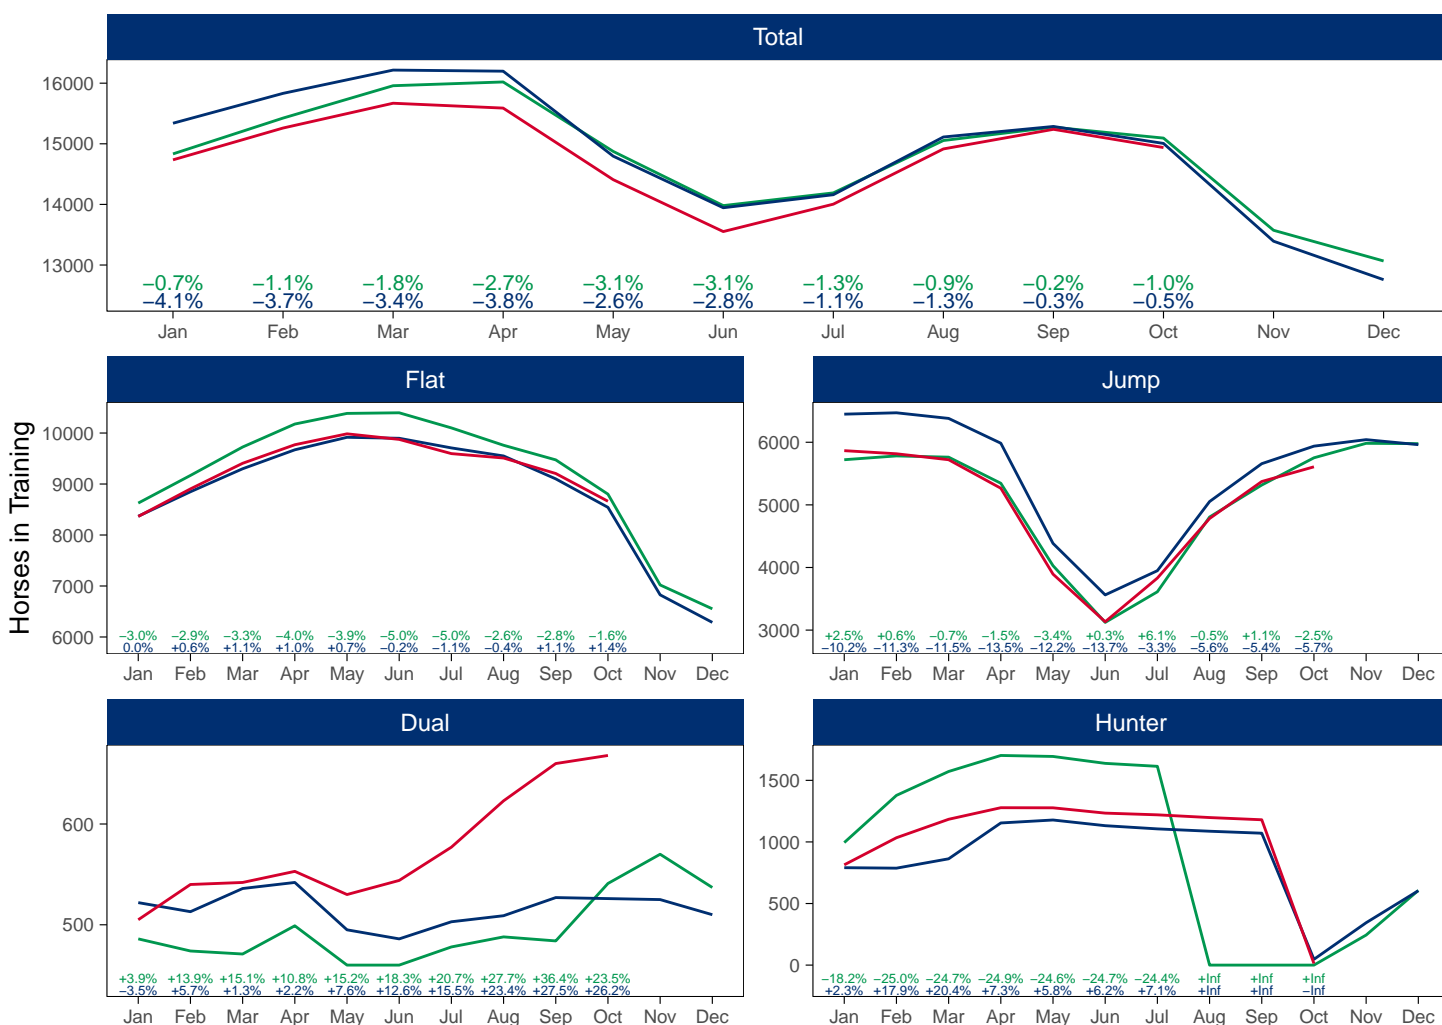 Total
16000
15000
14000
13000
−0.7% −1.1% −1.8% −2.7% −3.1% −3.1% −1.3% −0.9% −0.2% −1.0%
−4.1% −3.7% −3.4% −3.8% −2.6% −2.8% −1.1% −1.3% −0.3% −0.5%
Jan Feb Mar Apr May Jun Jul Aug Sep Oct Nov Dec
Horses in Training
Flat
10000
9000
8000
7000
6000
−3.0% −2.9% −3.3% −4.0% −3.9% −5.0% −5.0% −2.6% −2.8% −1.6%
0.0% +0.6% +1.1% +1.0% +0.7% −0.2% −1.1% −0.4% +1.1% +1.4%
Jan Feb Mar Apr May Jun Jul Aug Sep Oct Nov Dec
Jump
6000
5000
4000
3000
+2.5% +0.6% −0.7% −1.5% −3.4% +0.3% +6.1% −0.5% +1.1% −2.5%
−10.2% −11.3% −11.5% −13.5% −12.2% −13.7% −3.3% −5.6% −5.4% −5.7%
Jan Feb Mar Apr May Jun Jul Aug Sep Oct Nov Dec
Dual
600
500
+3.9% +13.9% +15.1% +10.8% +15.2% +18.3% +20.7% +27.7% +36.4% +23.5%
−3.5% +5.7% +1.3% +2.2% +7.6% +12.6% +15.5% +23.4% +27.5% +26.2%
Jan Feb Mar Apr May Jun Jul Aug Sep Oct Nov Dec
Hunter
1500
1000
500
0
−18.2% −25.0% −24.7% −24.9% −24.6% −24.7% −24.4% +Inf +Inf +Inf
+2.3% +17.9% +20.4% +7.3% +5.8% +6.2% +7.1% +Inf +Inf −Inf
Jan Feb Mar Apr May Jun Jul Aug Sep Oct Nov Dec